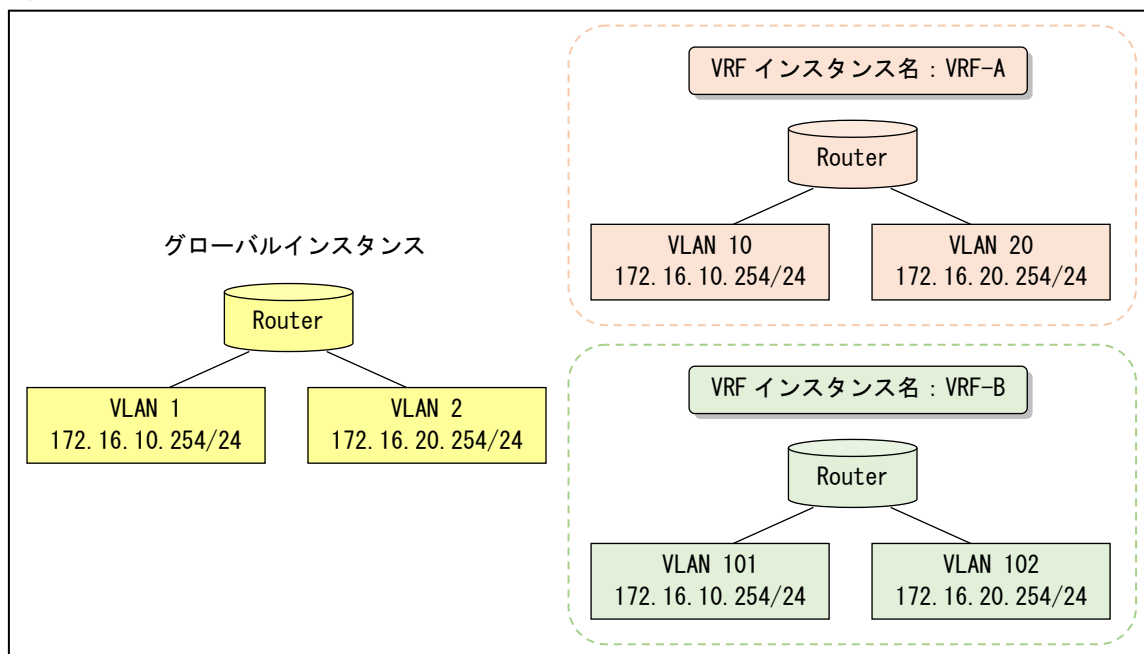 グローバルインスタンス
Router
VLAN 1
172.16.10.254/24
VLAN 2
172.16.20.254/24
VRF インスタンス名：VRF-A
Router
VLAN 10
172.16.10.254/24
VLAN 20
172.16.20.254/24
VRF インスタンス名：VRF-B
Router
VLAN 101
172.16.10.254/24
VLAN 102
172.16.20.254/24